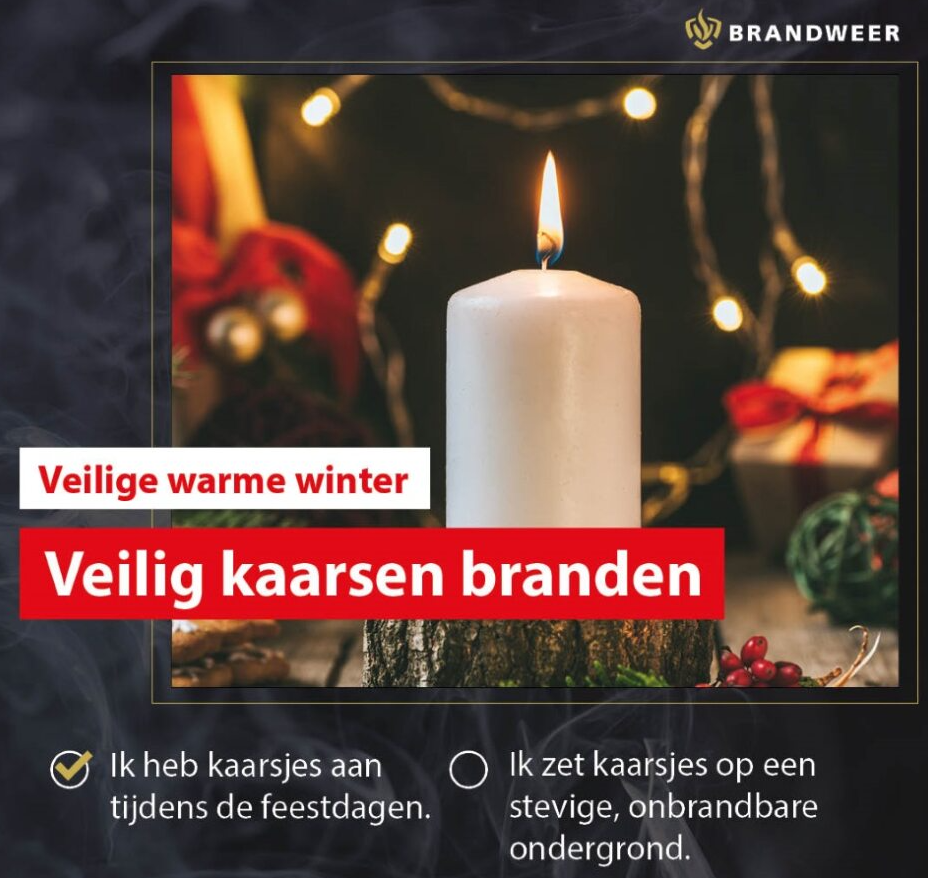 BRANDWEER
Veilige warme winter
Veilig kaarsen branden
Ik heb kaarsjes aan
tijdens de feestdagen.
Ik zet kaarsjes op een
stevige, onbrandbare
ondergrond.